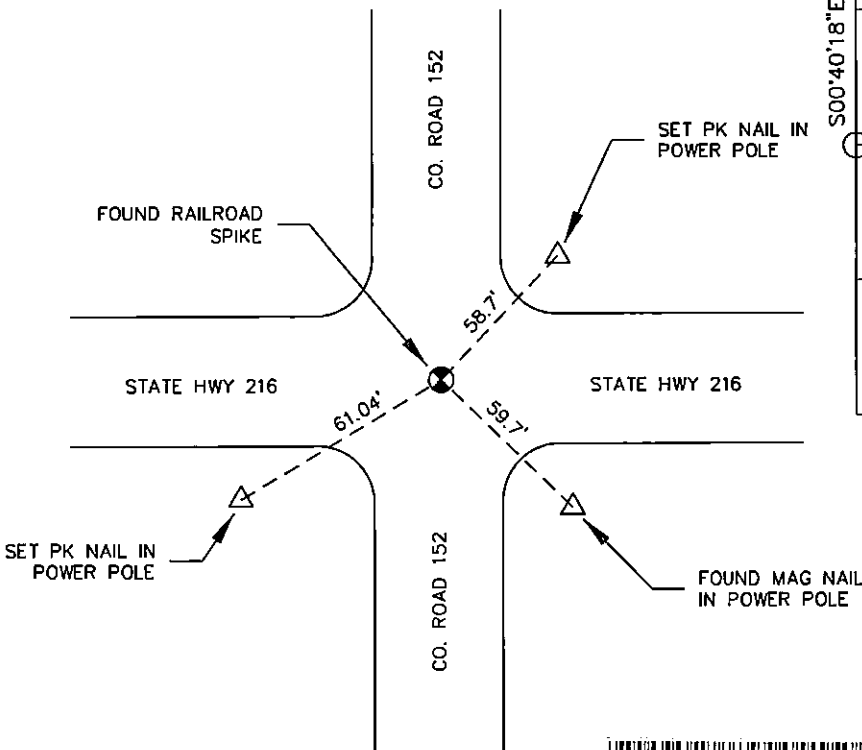 S00°40'18"E
CO. ROAD 152
SET PK NAIL IN
POWER POLE
FOUND RAILROAD
SPIKE
58.7'
STATE HWY 216
STATE HWY 216
61.04'
59.7'
SET PK NAIL IN
POWER POLE
CO. ROAD 152
FOUND MAG NAIL
IN POWER POLE